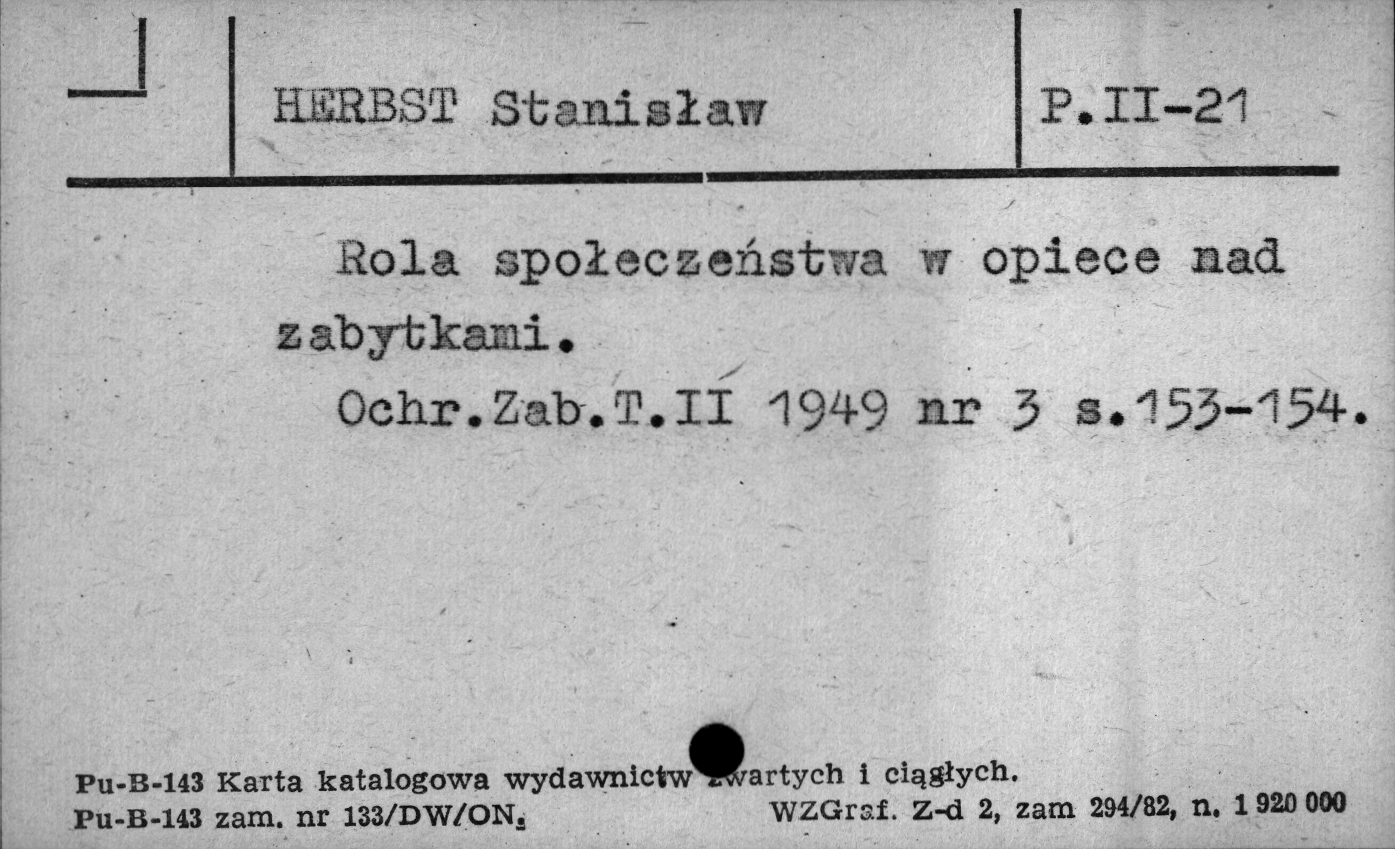 HERBST Stanisław
P.II-21
Rola społeczeństwa w opiece nad
zabytkami.
Ochr.Zab.T.II 1949 nr 3 s.153-154.
Pu-B-143 Karta katalogowa wydawnictw zwartych i ciągłych.
Pu-B-143 zam. nr 133/DW/ON.
WZGraf. Z-d 2, zam 294/82, n. 1 920 000